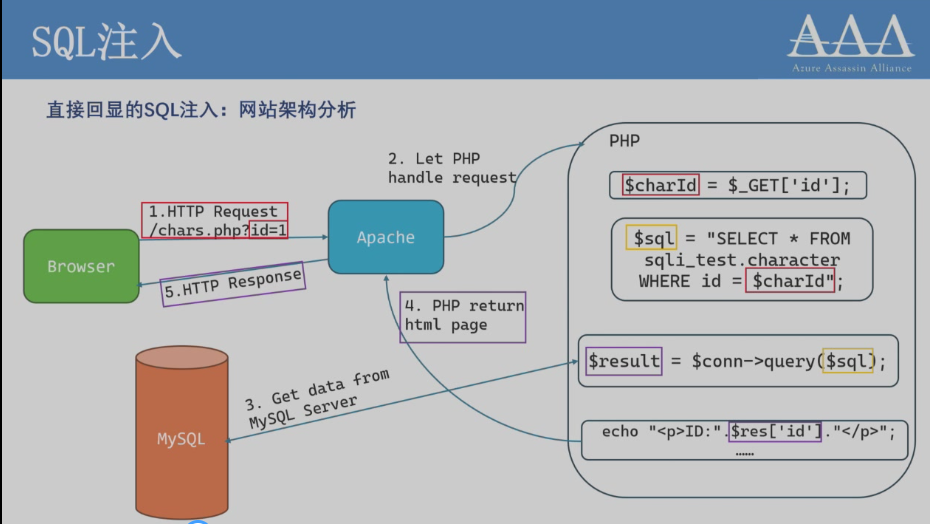 SQL注入
AAA
Azure Assassin Alliance
直接回显的SQL注入：网站架构分析
PHP
2. Let PHP
handle request
$charId = $_GET['id'];
1.HTTP Request
/chars.php?id=1
Apache
$sql = "SELECT * FROM
sqli_test.character
WHERE id = $charId";
Browser
5.HTTP Response
4. PHP return
html page
$result = $conn->query($sql);
3. Get data from
MySQL Server
MySQL
echo "<p>ID:".$res['id']."</p>";
……